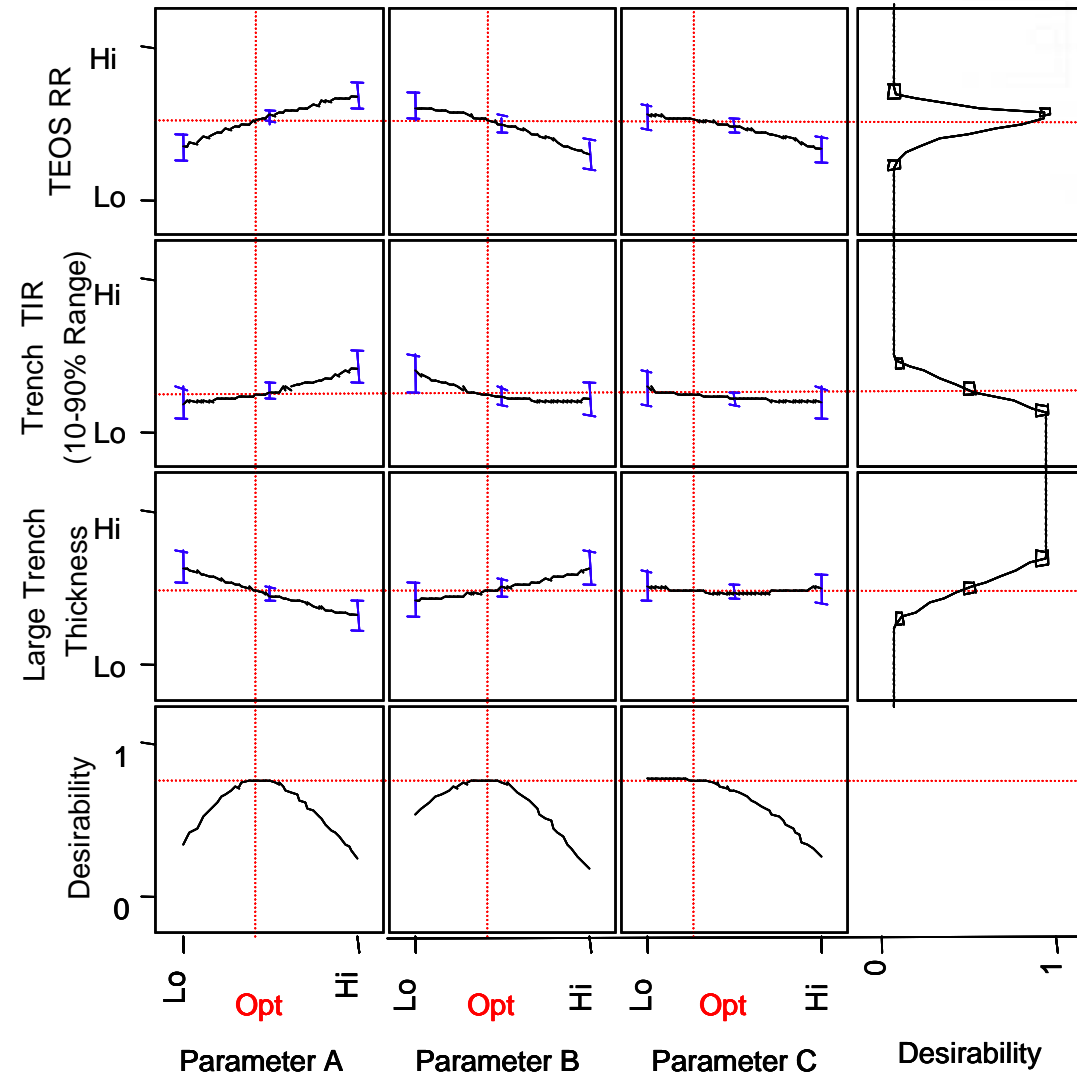 Hi
TEOS RR
Lo
Hi
Trench TIR
(10-90% Range)
Lo
Hi
Large Trench
Thickness
Lo
1
Desirability
0
Lo
Opt
Hi
Lo
Opt
Hi
Lo
Opt
Hi
0
1
Parameter A
Parameter B
Parameter C
Desirability